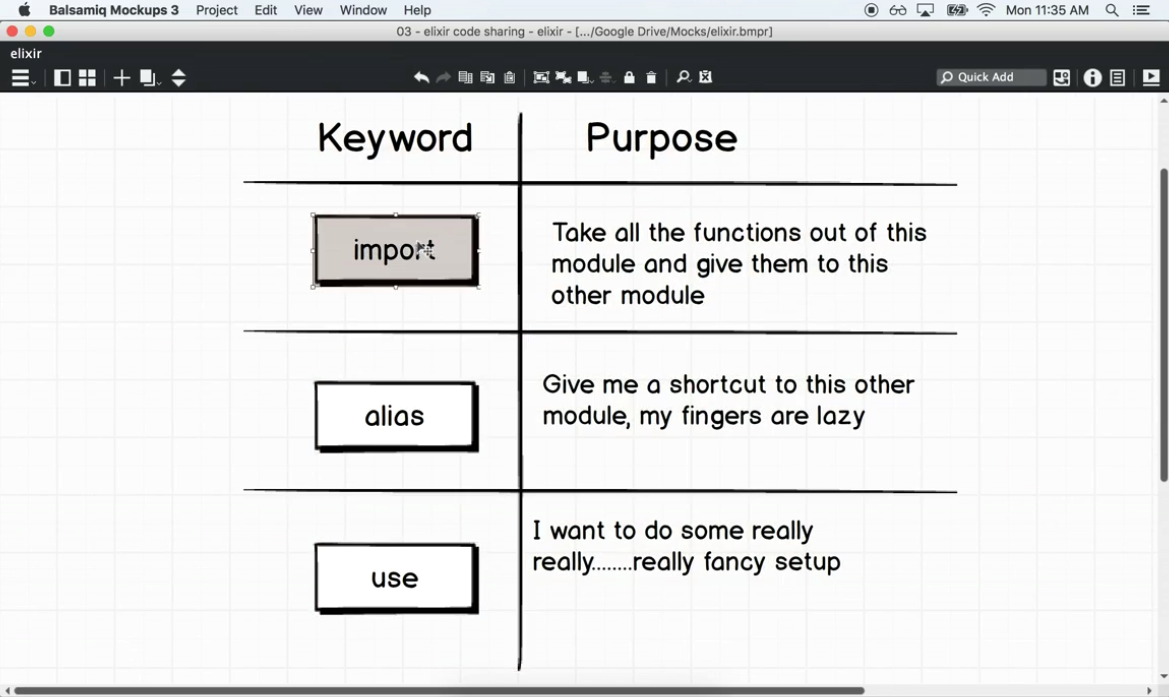 Balsamiq Mockups 3 Project Edit View Window Help Mon 11:35 AM
03 - elixir code sharing - elixir - [.../Google Drive/Mocks/elixir.bmpr]
elixir
Quick Add
Keyword Purpose
import
Take all the functions out of this
module and give them to this
other module
alias
Give me a shortcut to this other
module, my fingers are lazy
use
I want to do some really
really........really fancy setup